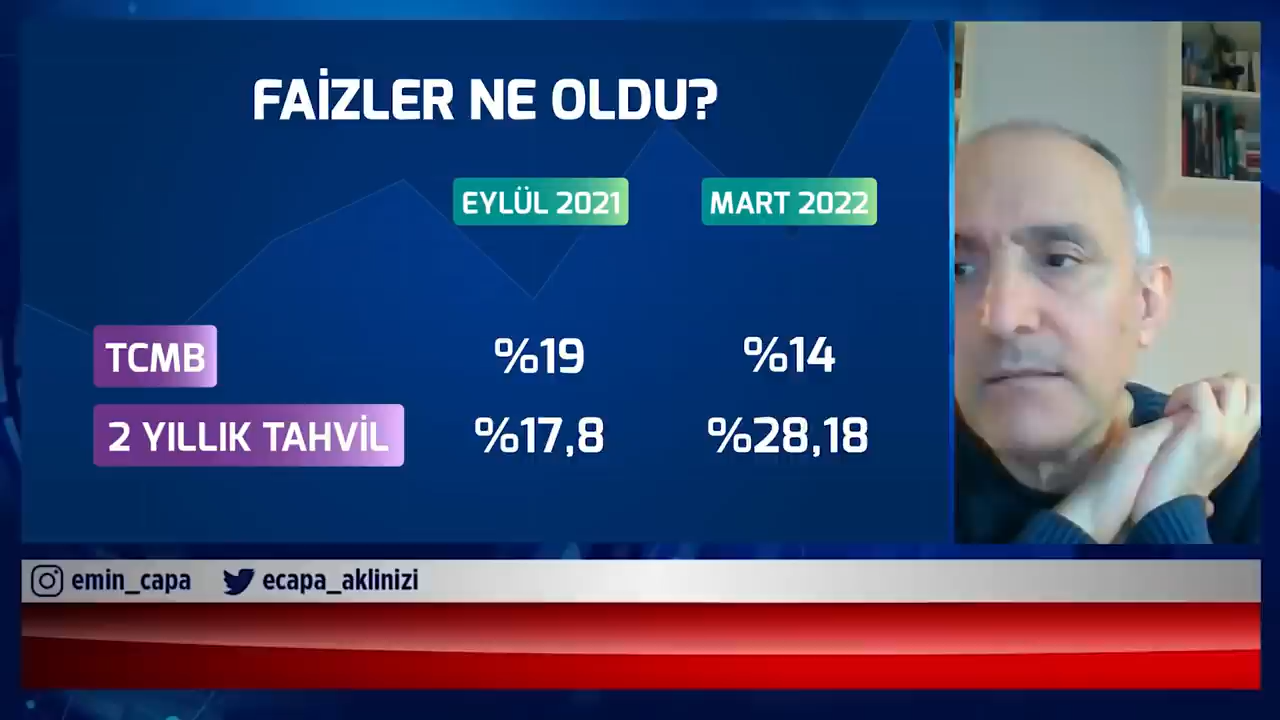 FAİZLER NE OLDU?
EYLÜL 2021 MART 2022
TCMB %19 %14
2 YILLIK TAHVİL %17,8 %28,18
emin_capa ecapa_aklinizi